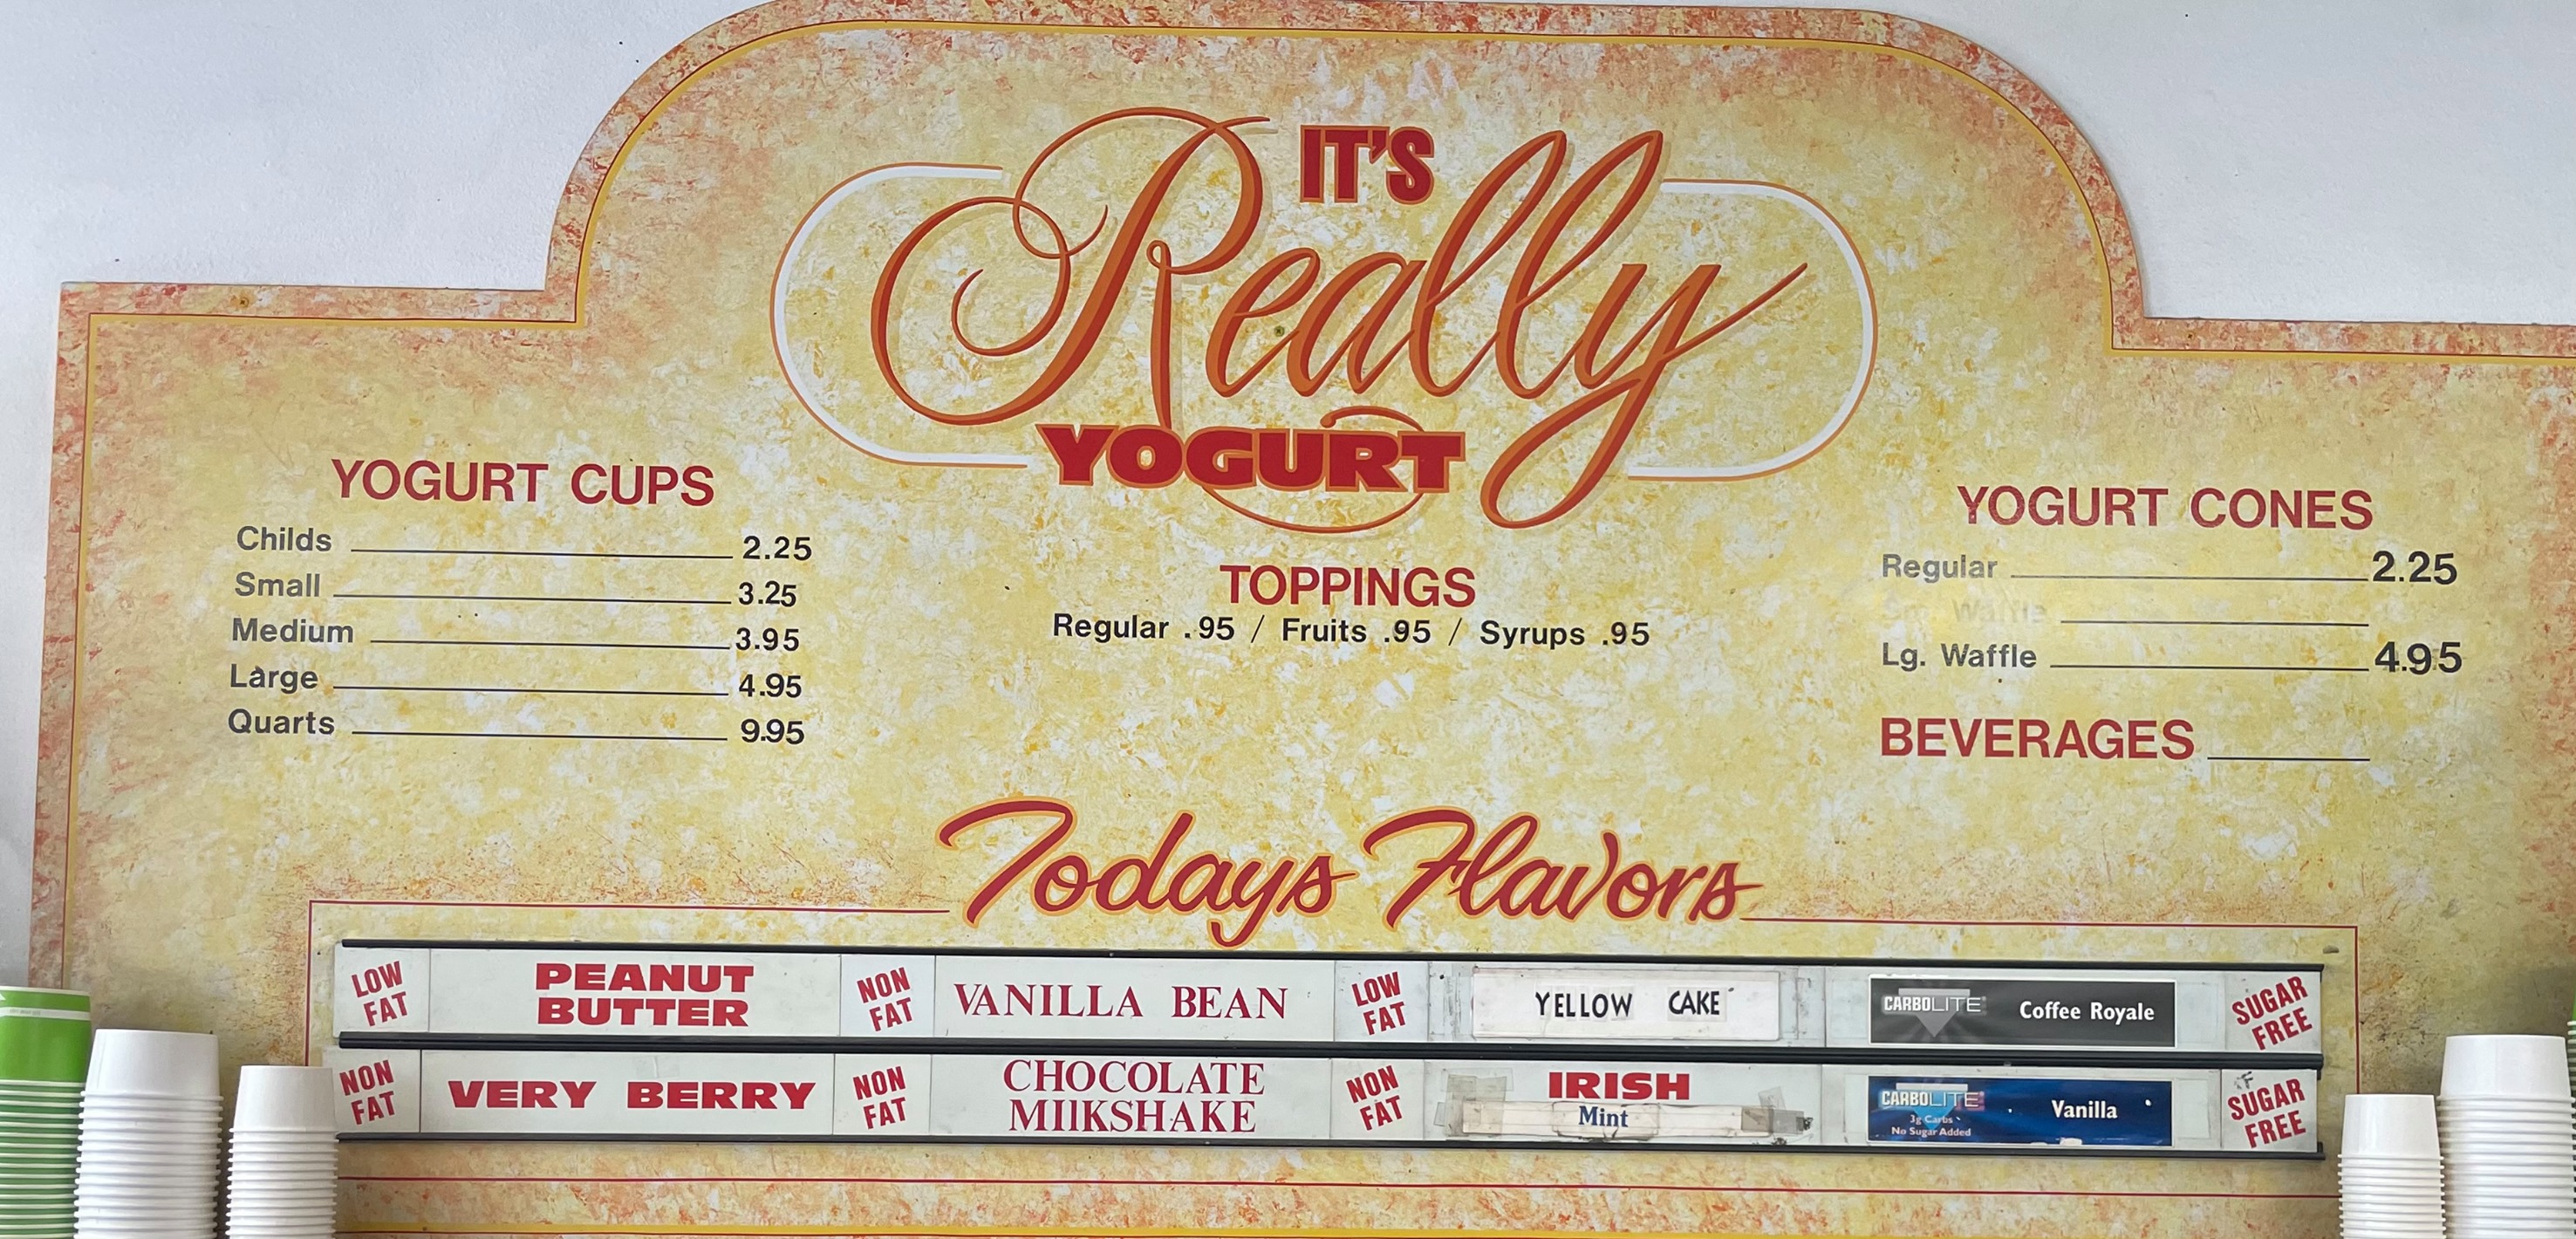 IT'S
Really
YOGURT
YOGURT CUPS
Childs 2.25
Small 3.25
Medium 3.95
Large 4.95
Quarts 9.95
TOPPINGS
Regular .95 / Fruits .95 / Syrups .95
YOGURT CONES
Regular 2.25
Sm. Waffle
Lg. Waffle 4.95
BEVERAGES
Todays Flavors
LOW
FAT
PEANUT
BUTTER
NON
FAT
VANILLA BEAN
LOW
FAT
YELLOW CAKE
CARBOLITE
Coffee Royale
SUGAR
FREE
NON
FAT
VERY BERRY
NON
FAT
CHOCOLATE
MIlKSHAKE
NON
FAT
IRISH
Mint
CARBOLITE
3g Carbs
No Sugar Added
Vanilla
SUGAR
FREE